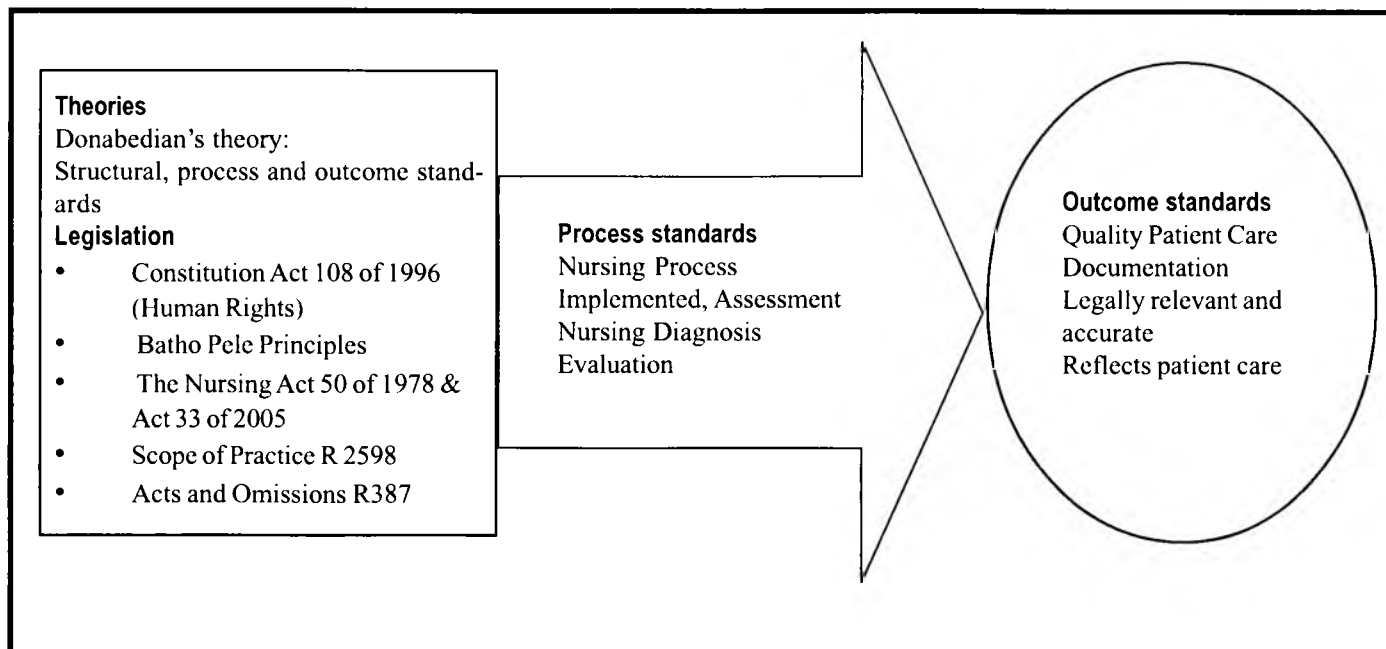 Theories
Donabedian's theory:
Structural, process and outcome stand-
ards
Legislation
• Constitution Act 108 of 1996
(Human Rights)
• Batho Pele Principles
• The Nursing Act 50 of 1978 &
Act 33 of 2005
• Scope of Practice R 2598
• Acts and Omissions R387
Process standards
Nursing Process
Implemented, Assessment
Nursing Diagnosis
Evaluation
Outcome standards
Quality Patient Care
Documentation
Legally relevant and
accurate
Reflects patient care